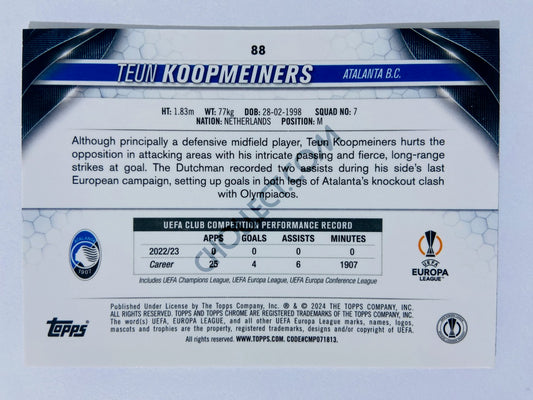 88
TEUN KOOPMEINERS
ATALANTA B.C.
HT: 1.83m WT: 77kg DOB: 28-02-1998 SQUAD NO: 7
NATION: NETHERLANDS POSITION: M
Although principally a defensive midfield player, Teun Koopmeiners hurts the
opposition in attacking areas with his intricate passing and fierce, long-range
strikes at goal. The Dutchman recorded two assists during his side's last
European campaign, setting up goals in both legs of Atalanta's knockout clash
with Olympiacos.
UEFA CLUB COMPETITION PERFORMANCE RECORD
APPS GOALS ASSISTS MINUTES
2022/23 0 0 0 0
Career 25 4 6 1907
Includes UEFA Champions League, UEFA Europa League, UEFA Europa Conference League
ATALANTA
1907
UEFA
EUROPA
LEAGUE
Topps
Published Under License by The Topps Company, Inc. ® & © 2024 THE TOPPS COMPANY, INC.
ALL RIGHTS RESERVED. TOPPS AND TOPPS CHROME ARE REGISTERED TRADEMARKS OF THE TOPPS COMPANY, INC.
The word(s) UEFA, EUROPA LEAGUE, and all other UEFA Europa League marks, names, logos,
mascots and trophies are the property, registered trademarks, designs and/or copyright of UEFA.
All rights reserved. WWW.TOPPS.COM. CODE#CMP071813.
CHOLLECT.COM